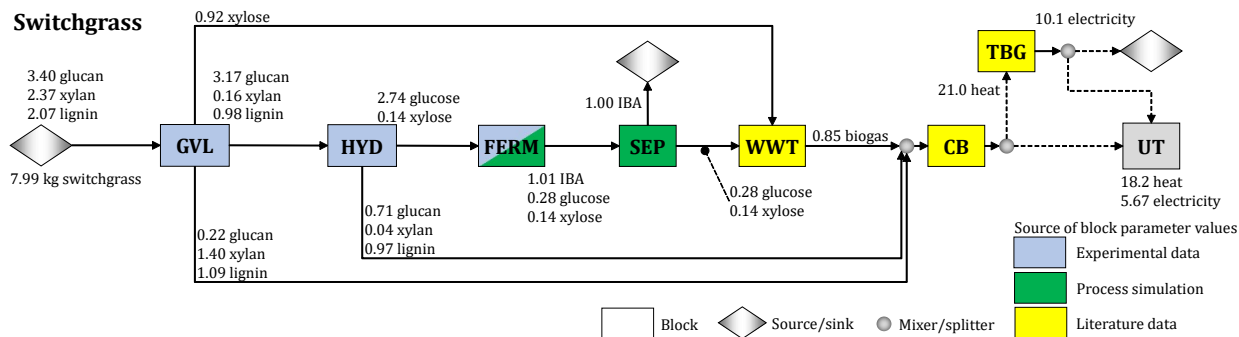 Switchgrass
0.92 xylose
10.1 electricity
TBG
3.40 glucan
2.37 xylan
2.07 lignin
3.17 glucan
0.16 xylan
0.98 lignin
2.74 glucose
0.14 xylose
1.00 IBA
21.0 heat
0.85 biogas
GVL
HYD
FERM
SEP
WWT
CB
UT
7.99 kg switchgrass
1.01 IBA
0.28 glucose
0.14 xylose
0.28 glucose
0.14 xylose
18.2 heat
5.67 electricity
0.71 glucan
0.04 xylan
0.97 lignin
0.22 glucan
1.40 xylan
1.09 lignin
Source of block parameter values
Experimental data
Process simulation
Literature data
Block
Source/sink
Mixer/splitter